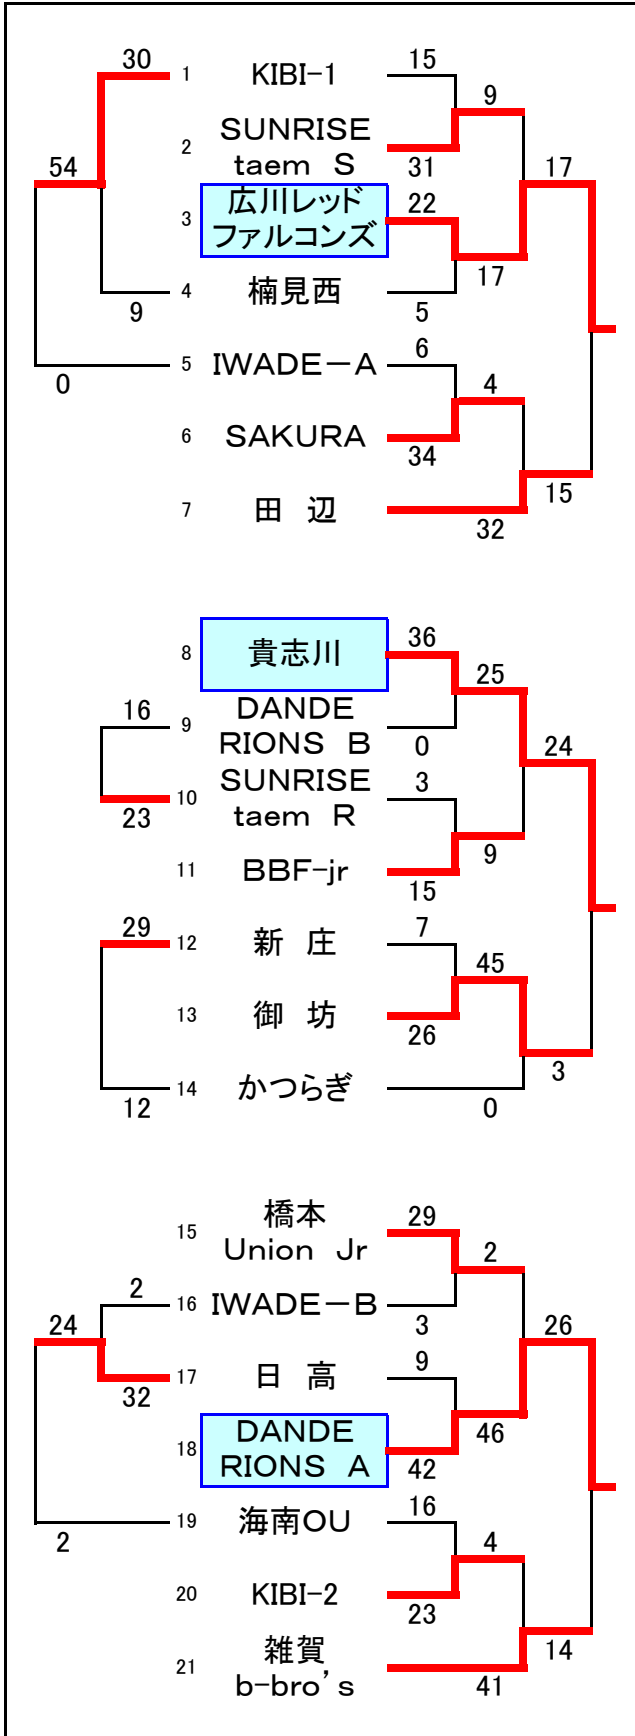 30
15
1 KIBI-1
9
2 SUNRISE
taem S
54
31
17
3 広川レッド
ファルコンズ
22
17
4 楠見西
9
5
5 IWADE－A
6
0
4
6 SAKURA
34
15
7 田 辺
32
8 貴志川
36
25
16
9 DANDE
RIONS B
0
24
10 SUNRISE
taem R
3
23
9
11 BBF-jr
15
29
12 新 庄
7
45
13 御 坊
26
3
14 かつらぎ
12
0
15 橋本
Union Jr
29
2
2
16 IWADE－B
3
24
26
17 日 高
9
32
46
18 DANDE
RIONS A
42
19 海南OU
16
2
4
20 KIBI-2
23
14
21 雑賀
b-bro's
41